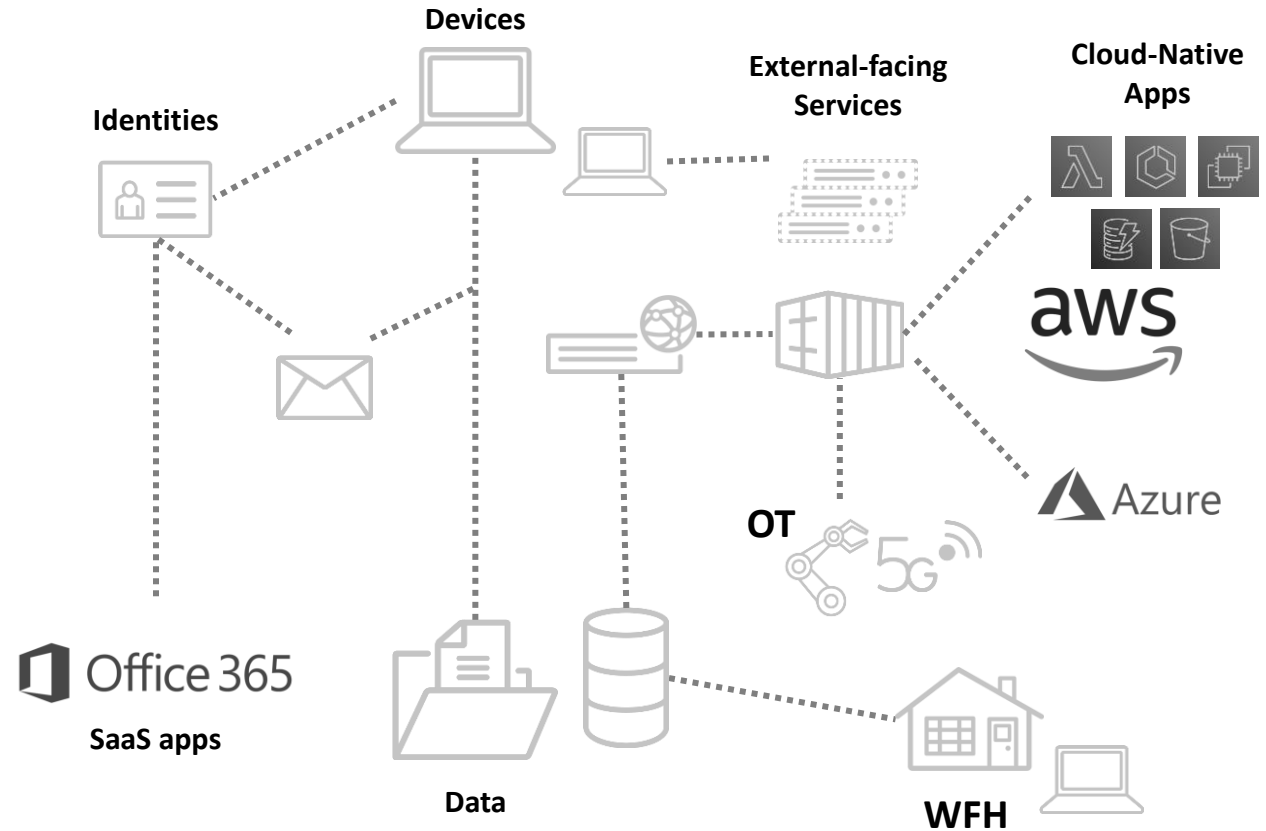 Devices
External-facing
Services
Cloud-Native
Apps
Identities
aws
Azure
OT
5G
Office 365
SaaS apps
Data
WFH